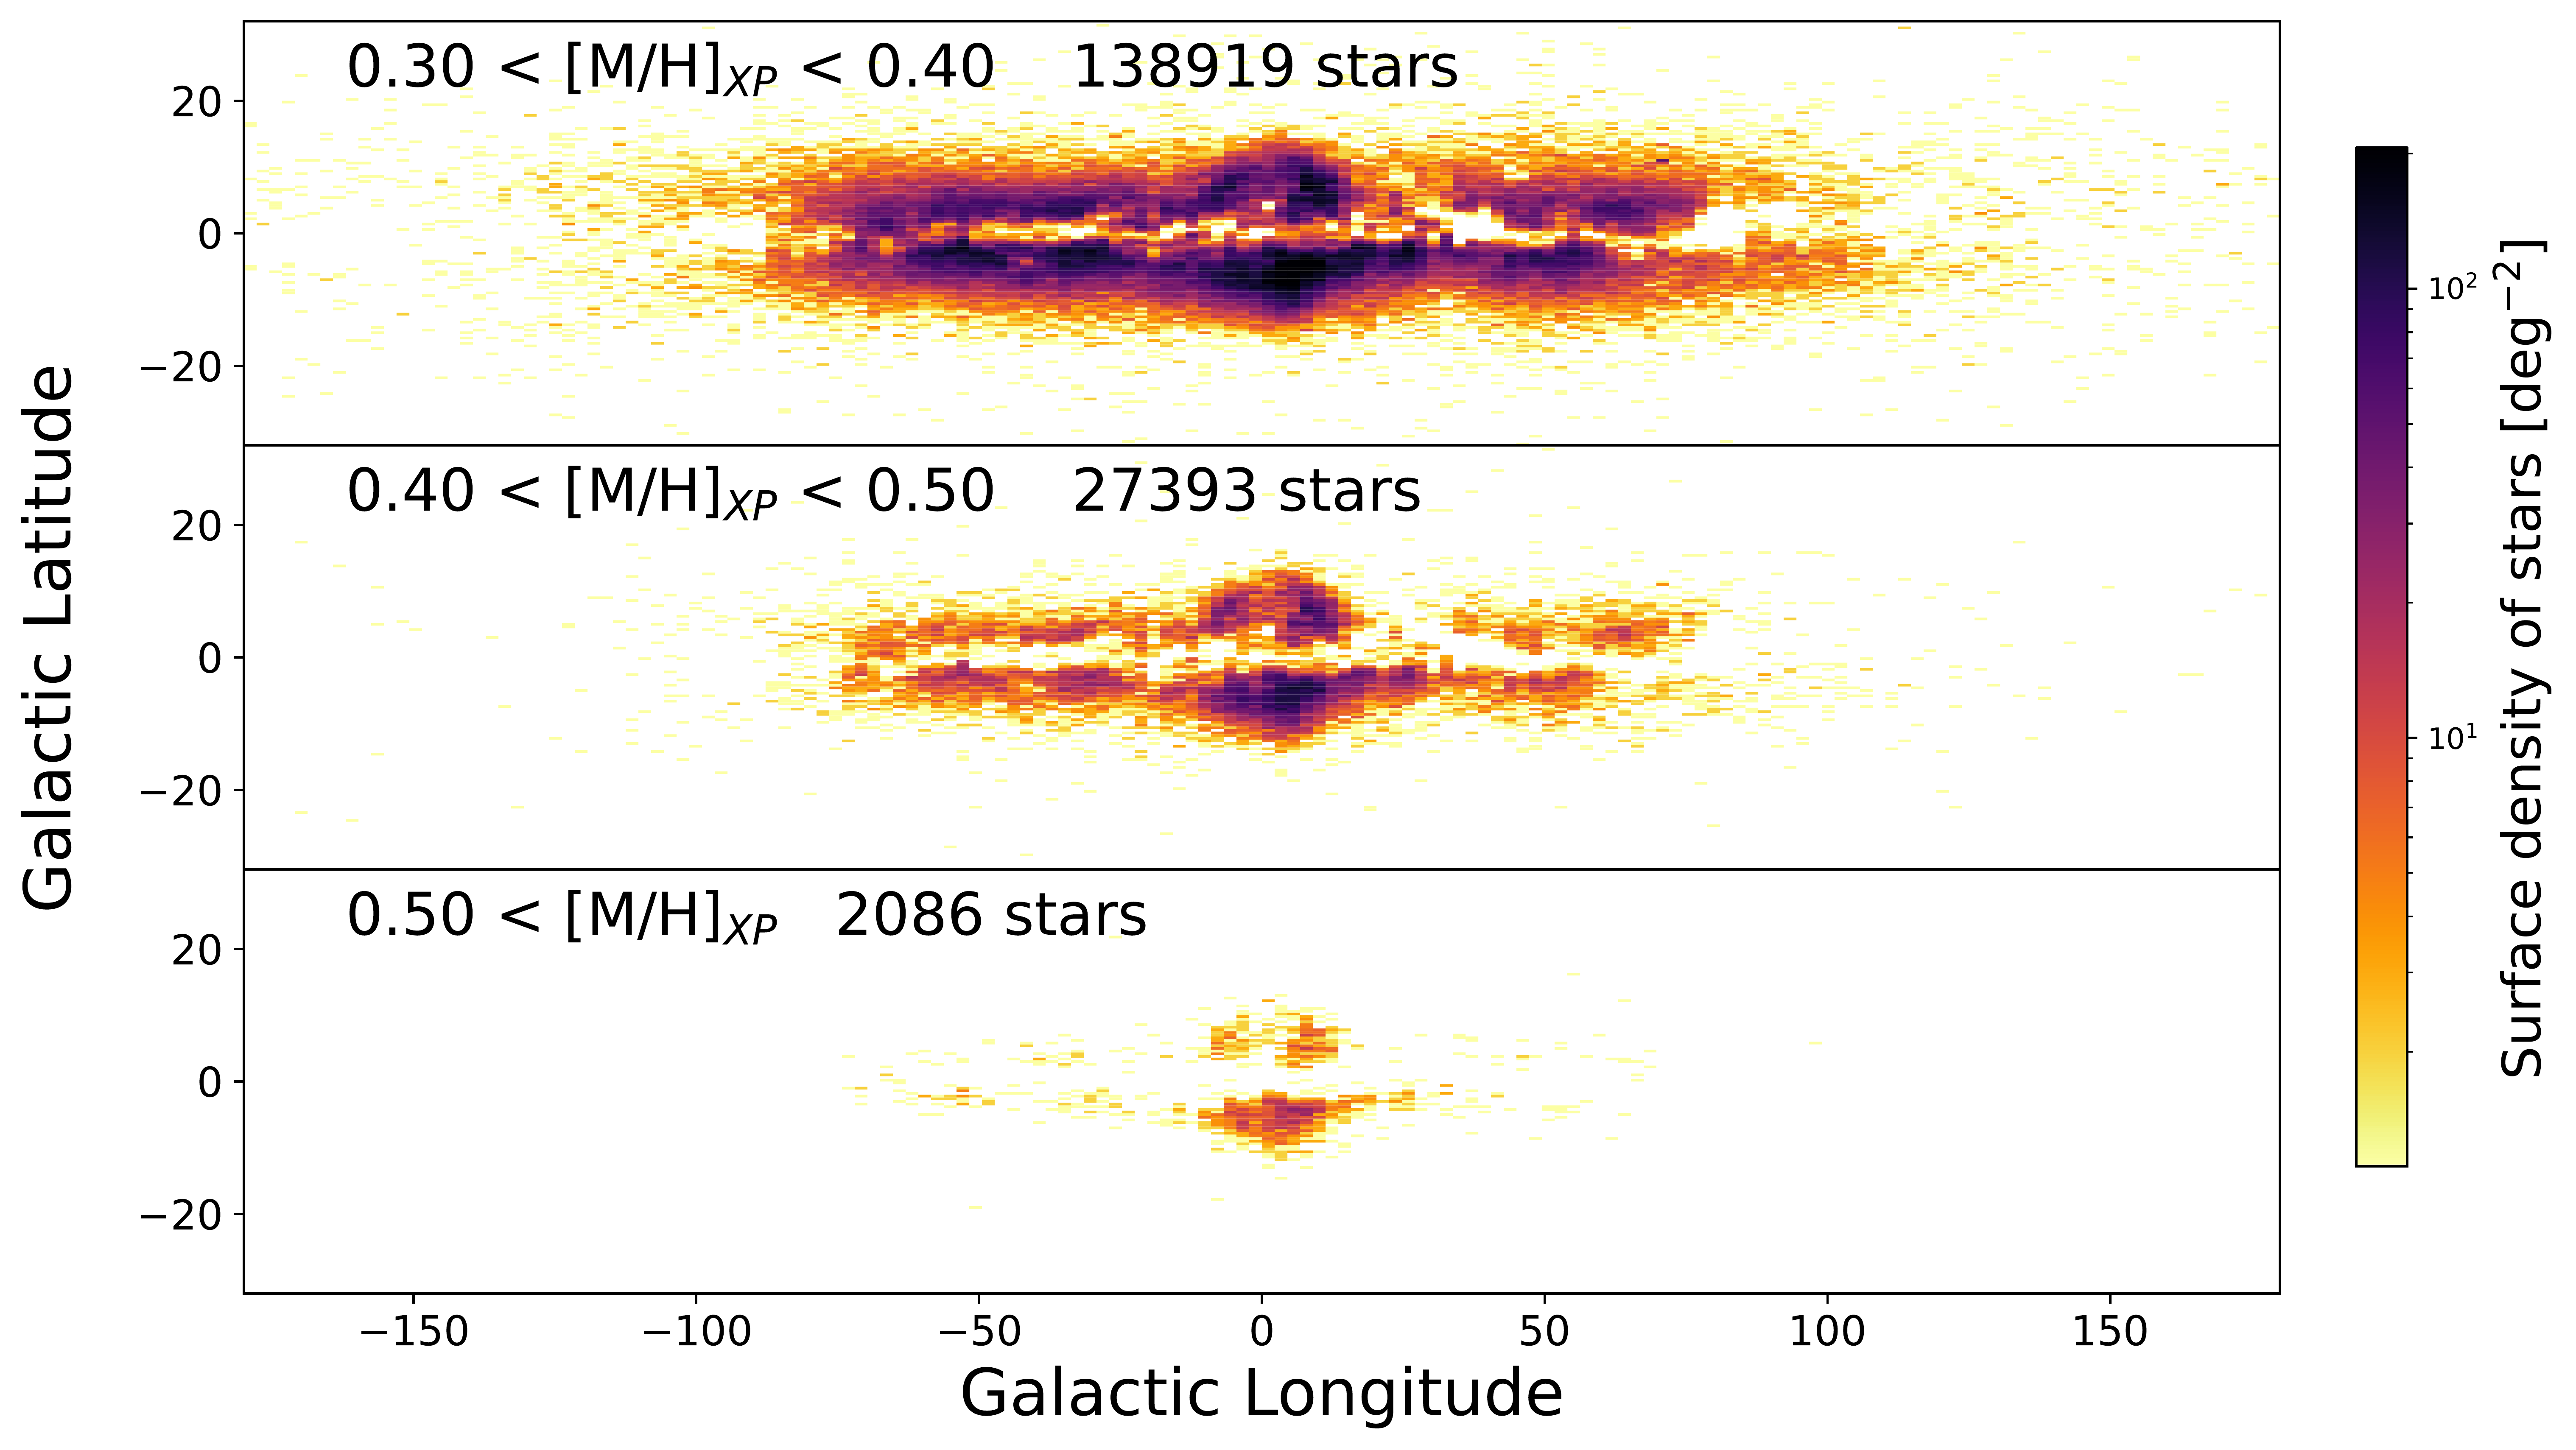 0.30 < [M/H]XP < 0.40 138919 stars
20
0
−20
0.40 < [M/H]XP < 0.50 27393 stars
20
0
−20
0.50 < [M/H]XP 2086 stars
20
0
−20
−150 −100 −50 0 50 100 150
Galactic Longitude
Galactic Latitude
10²
10¹
Surface density of stars [deg⁻²]